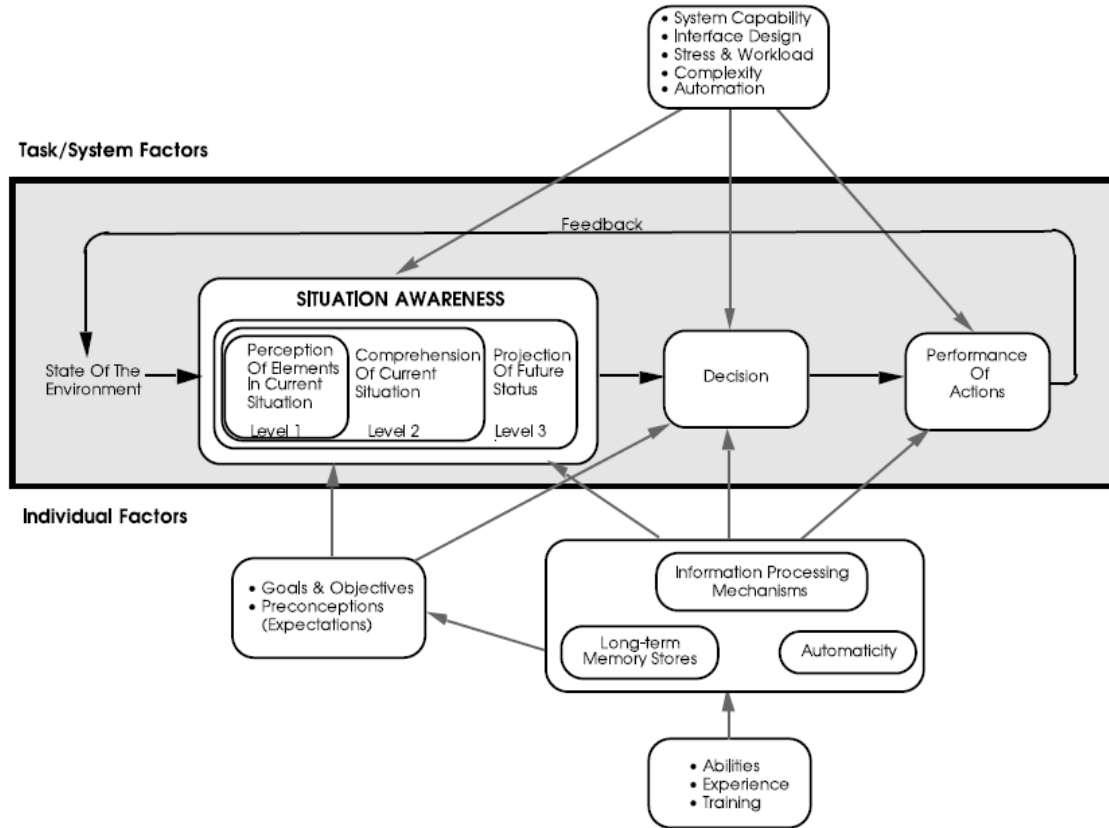 • System Capability
• Interface Design
• Stress & Workload
• Complexity
• Automation
Task/System Factors
Feedback
SITUATION AWARENESS
State Of The
Environment
Perception
Of Elements
In Current
Situation
Level 1
Comprehension
Of Current
Situation
Level 2
Projection
Of Future
Status
Level 3
Decision
Performance
Of
Actions
Individual Factors
• Goals & Objectives
• Preconceptions
(Expectations)
Information Processing
Mechanisms
Long-term
Memory Stores
Automaticity
• Abilities
• Experience
• Training